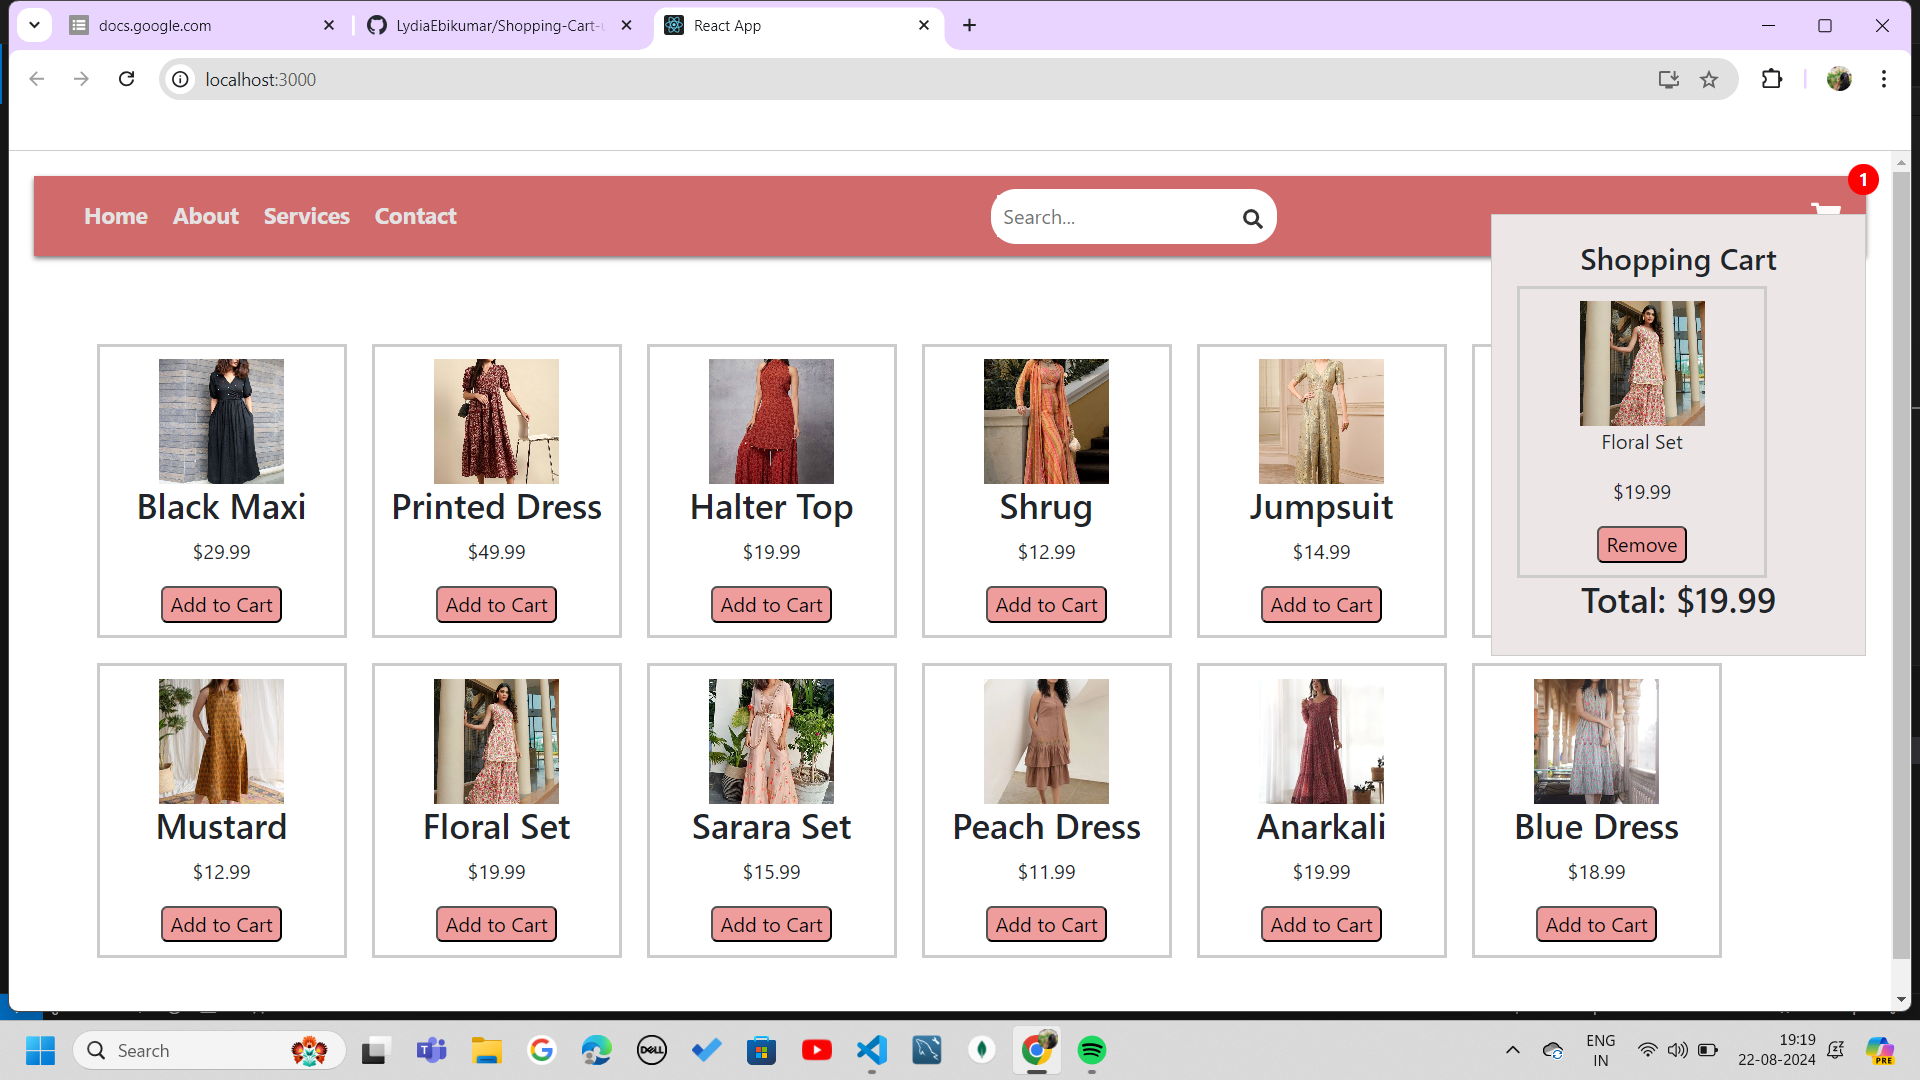 docs.google.com
LydiaEbikumar/Shopping-Cart-u
React App
localhost:3000
Home About Services Contact
Search...
1
Shopping Cart
Floral Set
$19.99
Remove
Total: $19.99
Black Maxi
$29.99
Add to Cart
Printed Dress
$49.99
Add to Cart
Halter Top
$19.99
Add to Cart
Shrug
$12.99
Add to Cart
Jumpsuit
$14.99
Add to Cart
Mustard
$12.99
Add to Cart
Floral Set
$19.99
Add to Cart
Sarara Set
$15.99
Add to Cart
Peach Dress
$11.99
Add to Cart
Anarkali
$19.99
Add to Cart
Blue Dress
$18.99
Add to Cart
Search
DELL
ENG
IN
19:19
22-08-2024
PRE